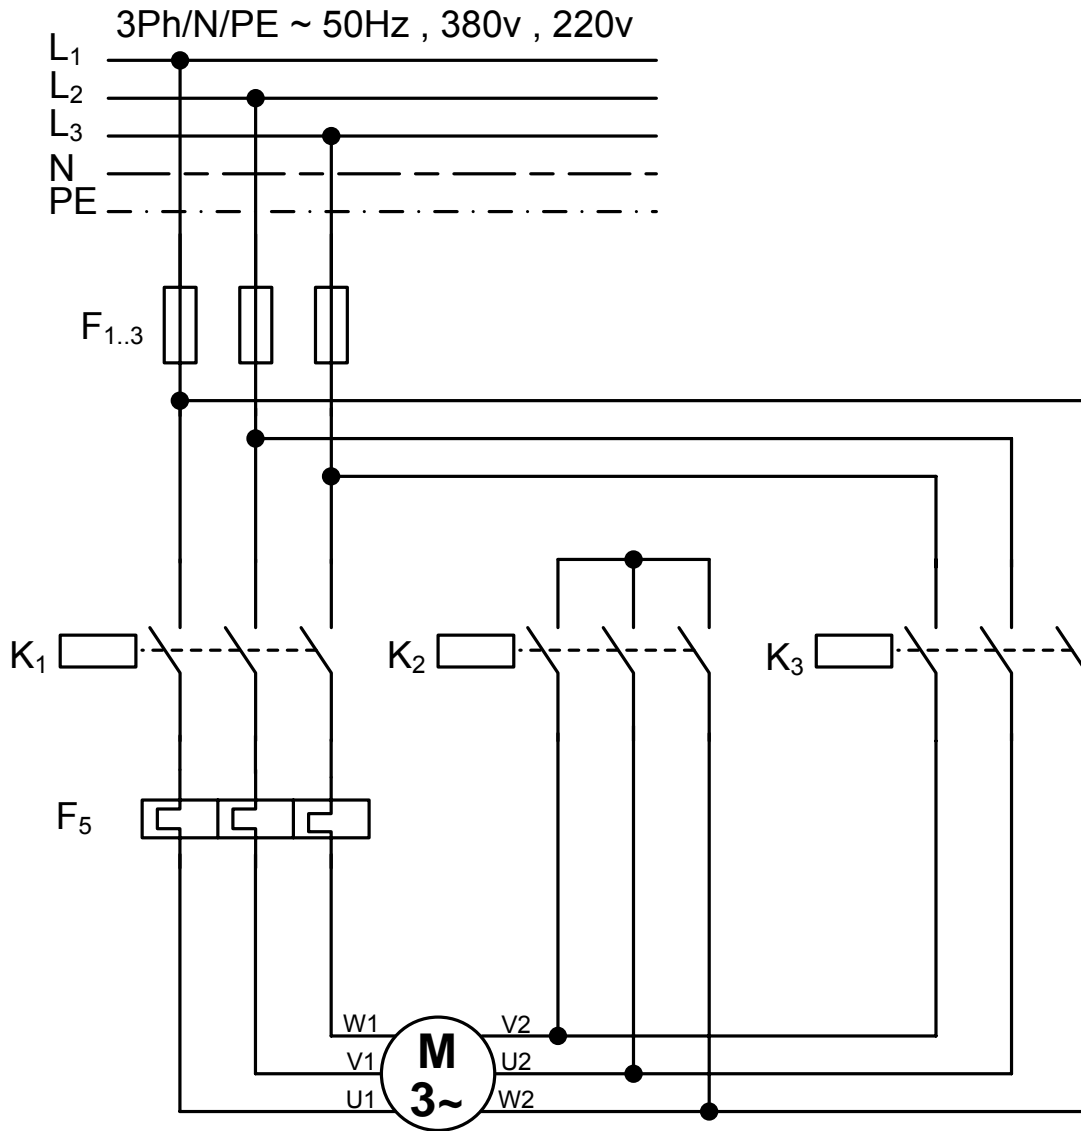 3Ph/N/PE ~ 50Hz , 380v , 220v
L₁
L₂
L₃
N
PE
F₁..₃
K₁
K₂
K₃
F₅
W1
V1
U1
M
3~
V2
U2
W2